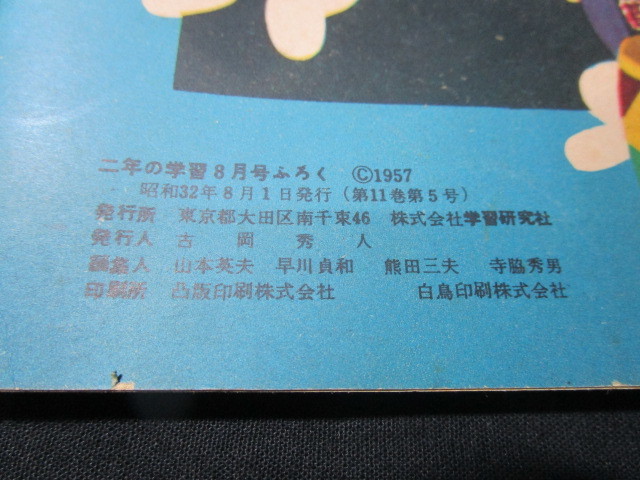 二年の学習8月号ふろく ©1957
昭和32年8月1日発行（第11巻第5号）
発行所 東京都大田区南千束46 株式会社学習研究社
発行人 古岡秀人
編集人 山本英夫 早川貞和 熊田三夫 寺脇秀男
印刷所 凸版印刷株式会社 白鳥印刷株式会社